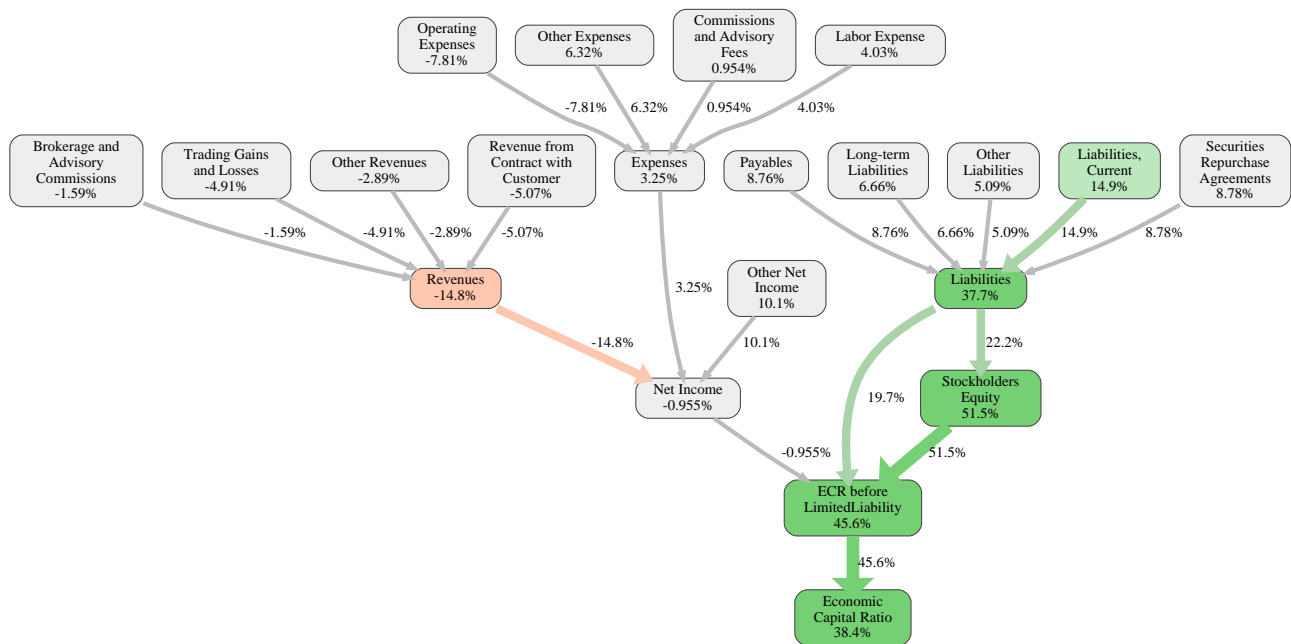 Operating
Expenses
-7.81%
Other Expenses
6.32%
Commissions
and Advisory
Fees
0.954%
Labor Expense
4.03%
-7.81%
6.32%
0.954%
4.03%
Brokerage and
Advisory
Commissions
-1.59%
Trading Gains
and Losses
-4.91%
Other Revenues
-2.89%
Revenue from
Contract with
Customer
-5.07%
Expenses
3.25%
Payables
8.76%
Long-term
Liabilities
6.66%
Other
Liabilities
5.09%
Liabilities,
Current
14.9%
Securities
Repurchase
Agreements
8.78%
-1.59%
-4.91%
-2.89%
-5.07%
8.76%
6.66%
5.09%
14.9%
8.78%
Revenues
-14.8%
3.25%
Other Net
Income
10.1%
Liabilities
37.7%
-14.8%
10.1%
22.2%
Net Income
-0.955%
19.7%
Stockholders
Equity
51.5%
-0.955%
51.5%
ECR before
LimitedLiability
45.6%
45.6%
Economic
Capital Ratio
38.4%